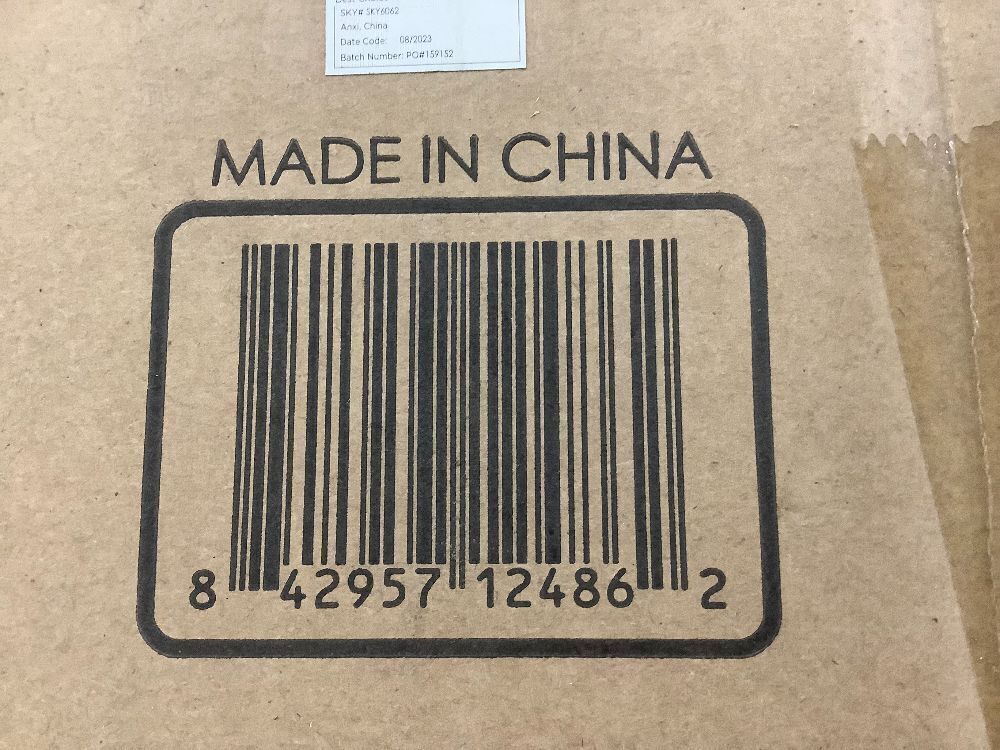 SKY# SKY6062
Anxi, China
Date Code: 08/2023
Batch Number: PO#159152
MADE IN CHINA
8 42957 12486 2